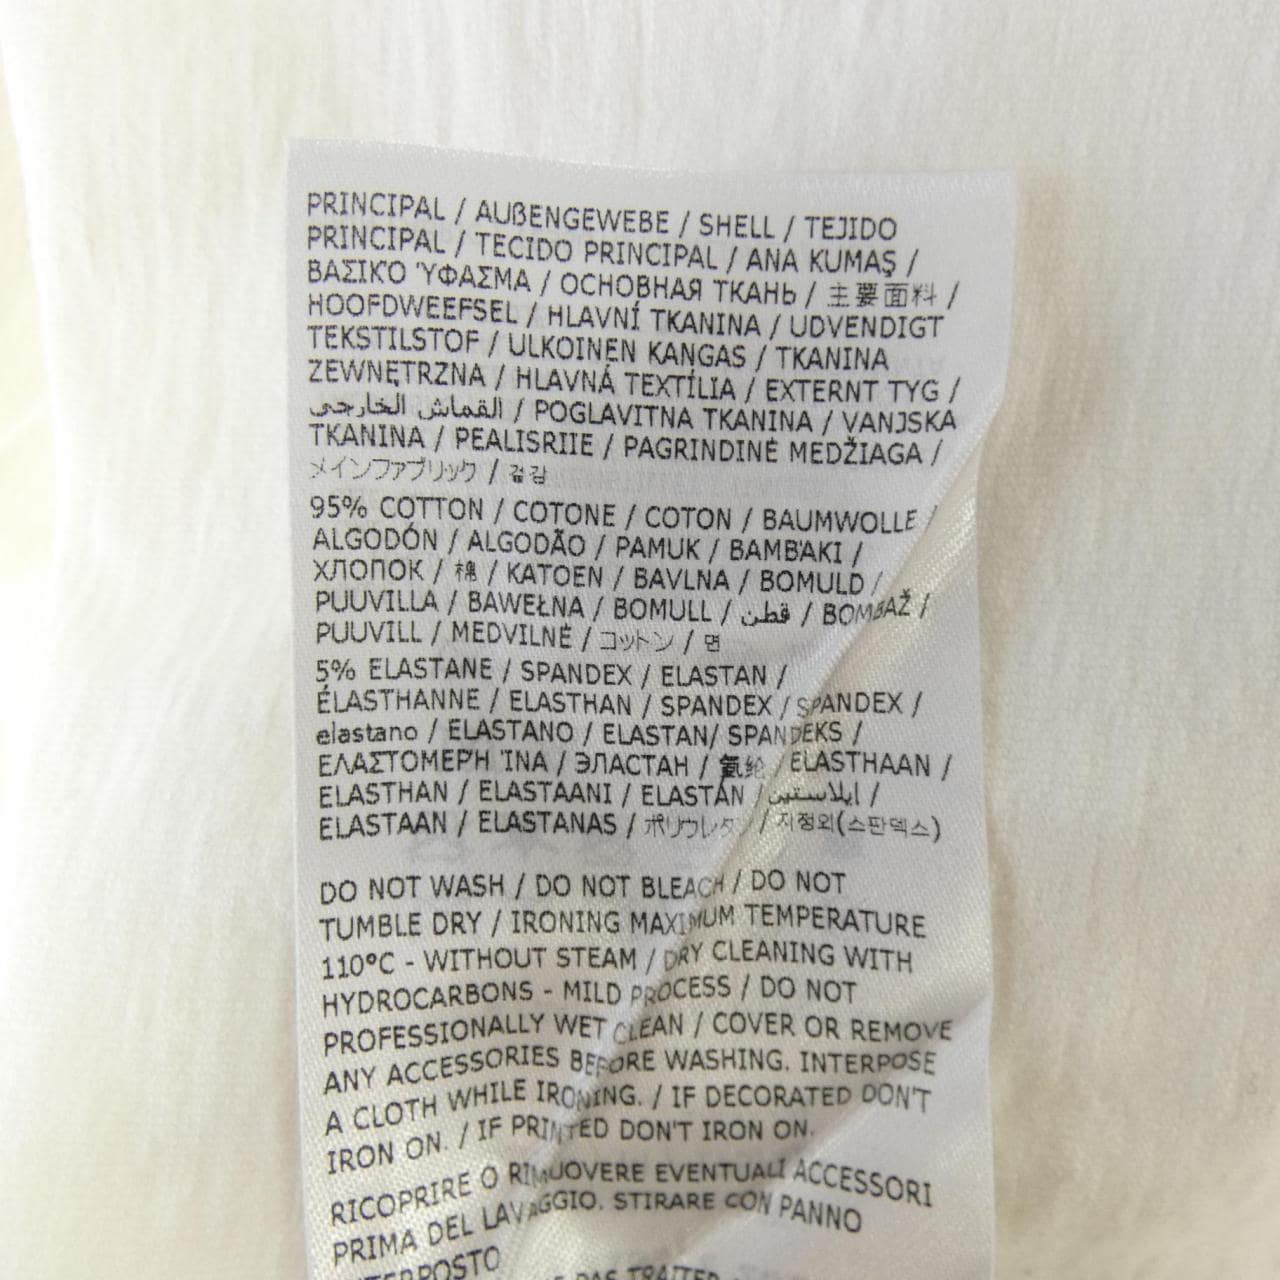 PRINCIPAL / AUßENGEWEBE / SHELL / TEJIDO
PRINCIPAL / TECIDO PRINCIPAL / ANA KUMAŞ /
ΒΑΣΙΚΌ ΎΦΑΣΜΑ / ОСНОВНАЯ ТКАНЬ / 主要面料 /
HOOFDWEEFSEL / HLAVNÍ TKANINA / UDVENDIGT
TEKSTILSTOF / ULKOINEN KANGAS / TKANINA
ZEWNĘTRZNA / HLAVNÁ TEXTÍLIA / EXTERNT TYG /
القماش الخارجى / POGLAVITNA TKANINA / VANJSKA
TKANINA / PEALISRIIE / PAGRINDINĖ MEDŽIAGA /
メインファブリック / 겉감
95% COTTON / COTONE / COTON / BAUMWOLLE /
ALGODÓN / ALGODÃO / PAMUK / ΒΑΜΒΆΚΙ /
ХЛОПОК / 棉 / KATOEN / BAVLNA / BOMULD /
PUUVILLA / BAWEŁNA / BOMULL / قطن / BOMBAŽ /
PUUVILL / MEDVILNĖ / コットン / 면
5% ELASTANE / SPANDEX / ELASTAN /
ÉLASTHANNE / ELASTHAN / SPANDEX / SPANDEX /
elastano / ELASTANO / ELASTAN/ SPANDEKS /
ΕΛΑΣΤΟΜΕΡΉ ΊΝΑ / ЭЛАСТАН / 氨纶 / ELASTHAAN /
ELASTHAN / ELASTAANI / ELASTÁN / ايلاستين /
ELASTAAN / ELASTANAS / ポリウレタン / 지정외(스판덱스)
DO NOT WASH / DO NOT BLEACH / DO NOT
TUMBLE DRY / IRONING MAXIMUM TEMPERATURE
110°C - WITHOUT STEAM / DRY CLEANING WITH
HYDROCARBONS - MILD PROCESS / DO NOT
PROFESSIONALLY WET CLEAN / COVER OR REMOVE
ANY ACCESSORIES BEFORE WASHING. INTERPOSE
A CLOTH WHILE IRONING. / IF DECORATED DON'T
IRON ON. / IF PRINTED DON'T IRON ON.
RICOPRIRE O RIMUOVERE EVENTUALI ACCESSORI
PRIMA DEL LAVAGGIO. STIRARE CON PANNO
PAS TRAITER